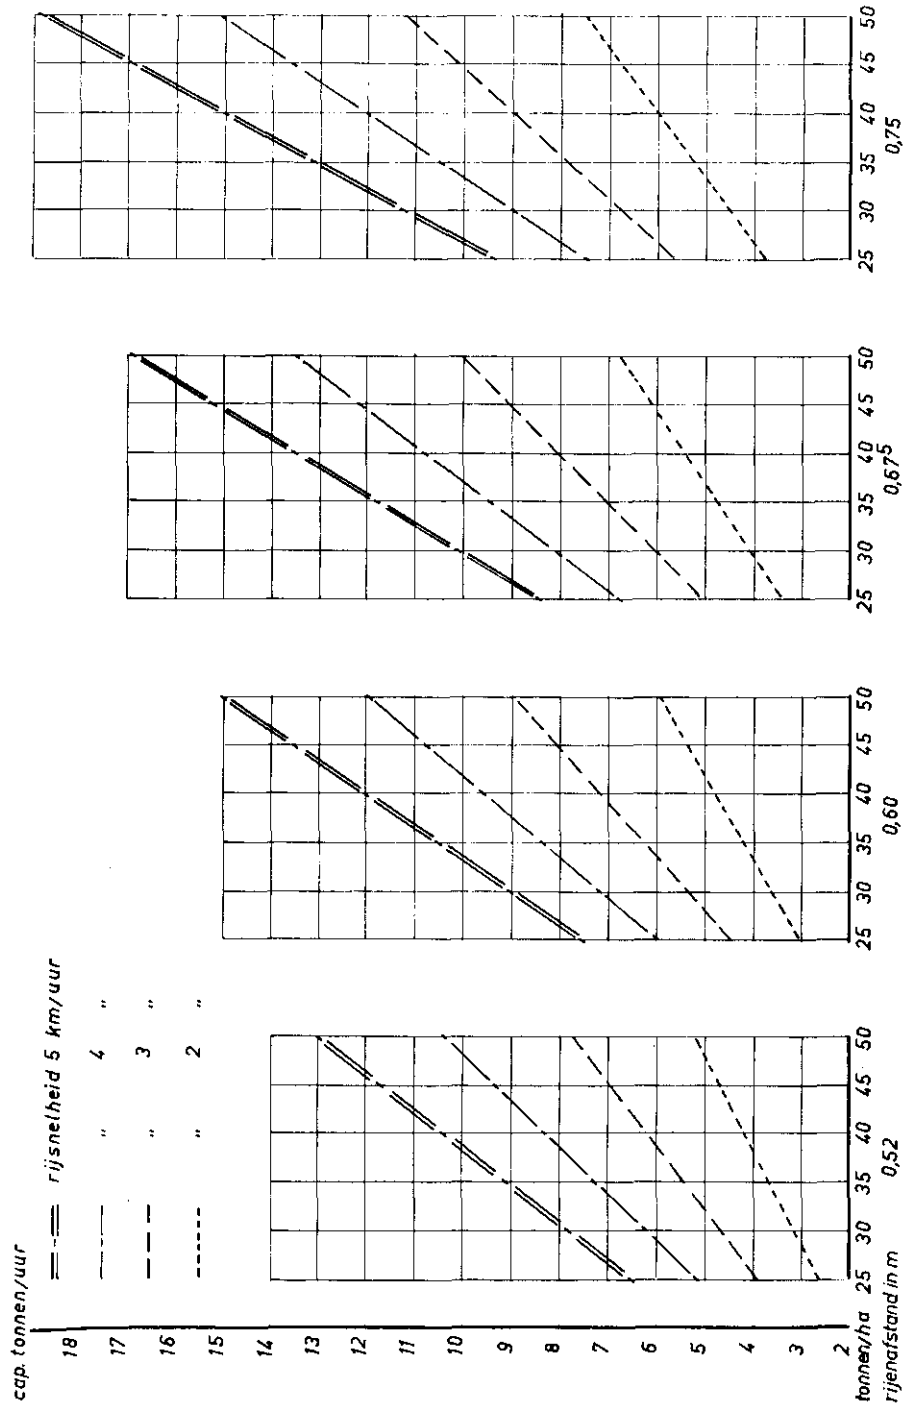 cap. tonnen/uur
rijsnelheid 5 km/uur
" 4 "
" 3 "
" 2 "
18
17
16
15
14
13
12
11
10
9
8
7
6
5
4
3
2
tonnen/ha 25 30 35 40 45 50 25 30 35 40 45 50 25 30 35 40 45 50 25 30 35 40 45 50
rijenafstand in m 0,52 0,60 0,675 0,75